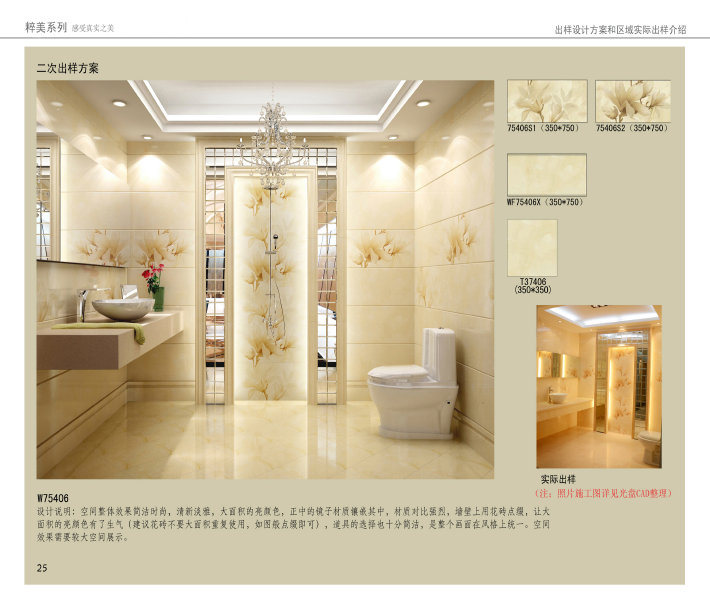 粹美系列 感受真实之美
出样设计方案和区域实际出样介绍
二次出样方案
75406S1（350*750） 75406S2（350*750）
WF75406X（350*750）
T37406
(350*350)
实际出样
（注：照片施工图详见光盘CAD整理）
W75406
设计说明：空间整体效果简洁时尚，清新淡雅，大面积的亮颜色，正中的镜子材质镶嵌其中，材质对比强烈，墙壁上用花砖点缀，让大
面积的亮颜色有了生气（建议花砖不要大面积重复使用，如图般点缀即可），道具的选择也十分简洁，是整个画面在风格上统一。空间
效果需要较大空间展示。
25